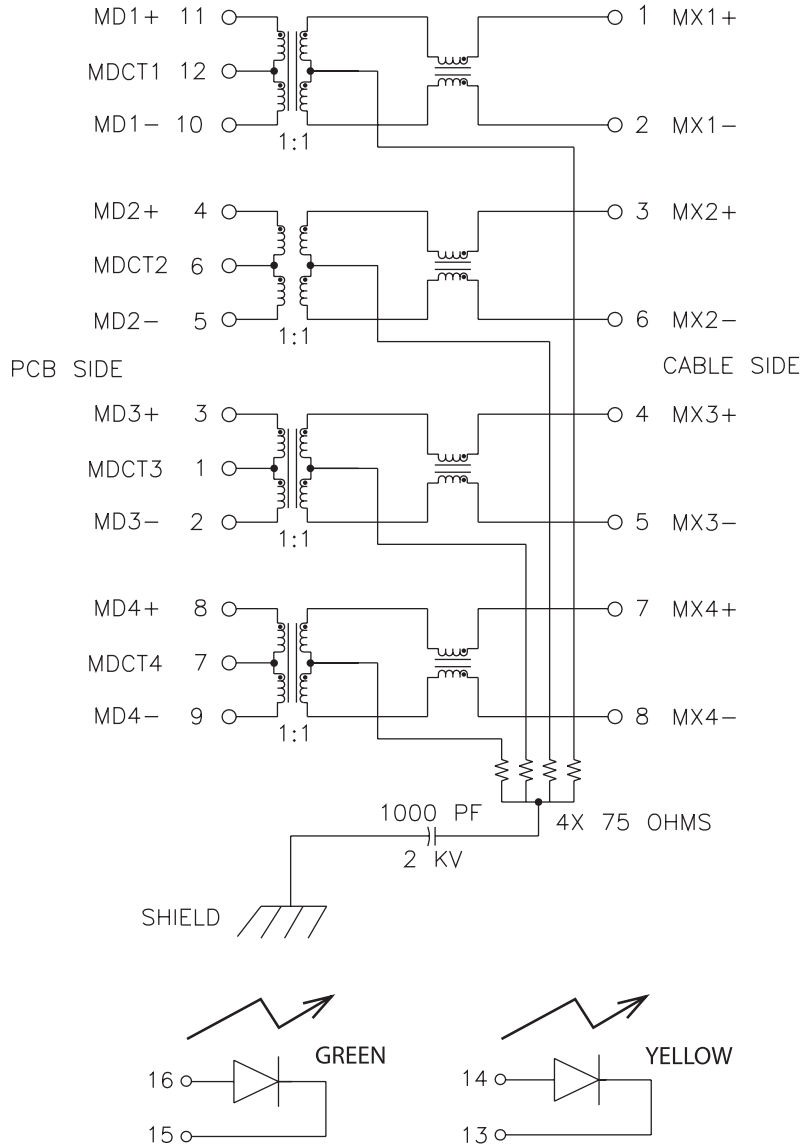 MD1+ 11 1 MX1+
MDCT1 12
MD1- 10 2 MX1-
1:1
MD2+ 4 3 MX2+
MDCT2 6
MD2- 5 6 MX2-
1:1
PCB SIDE CABLE SIDE
MD3+ 3 4 MX3+
MDCT3 1
MD3- 2 5 MX3-
1:1
MD4+ 8 7 MX4+
MDCT4 7
MD4- 9 8 MX4-
1:1
1000 PF
4X 75 OHMS
2 KV
SHIELD
GREEN YELLOW
16 14
15 13